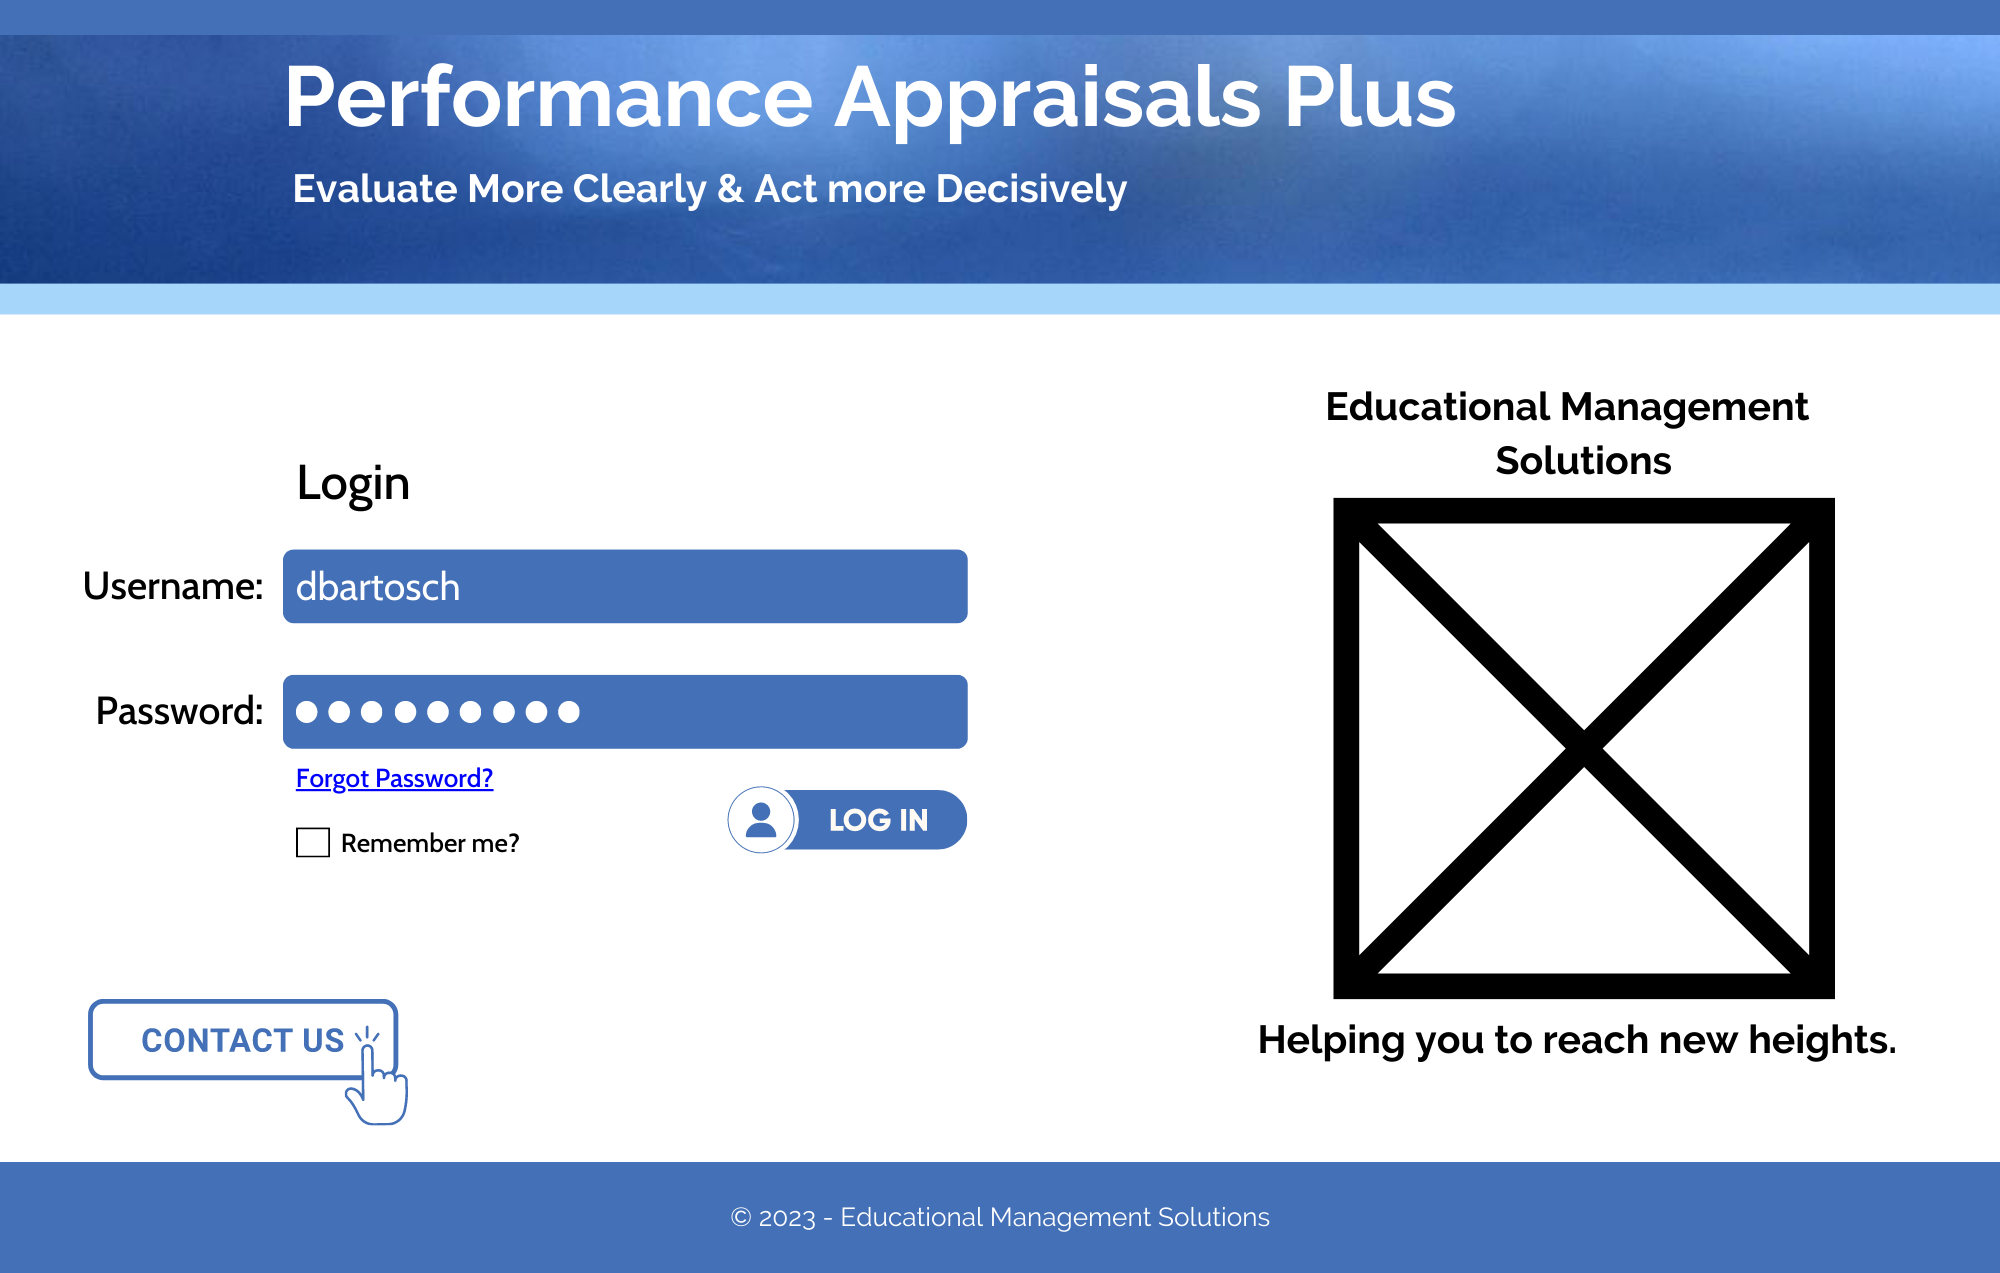 Performance Appraisals Plus
Evaluate More Clearly & Act more Decisively
Login
Username:
dbartosch
Password:
Forgot Password?
Remember me?
LOG IN
CONTACT US
Educational Management
Solutions
Helping you to reach new heights.
© 2023 - Educational Management Solutions